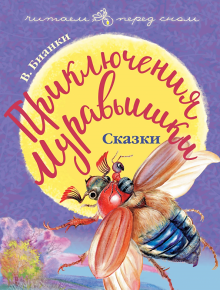 читаем перед сном
В. Бианки
Приключения
Муравьишки
Сказки